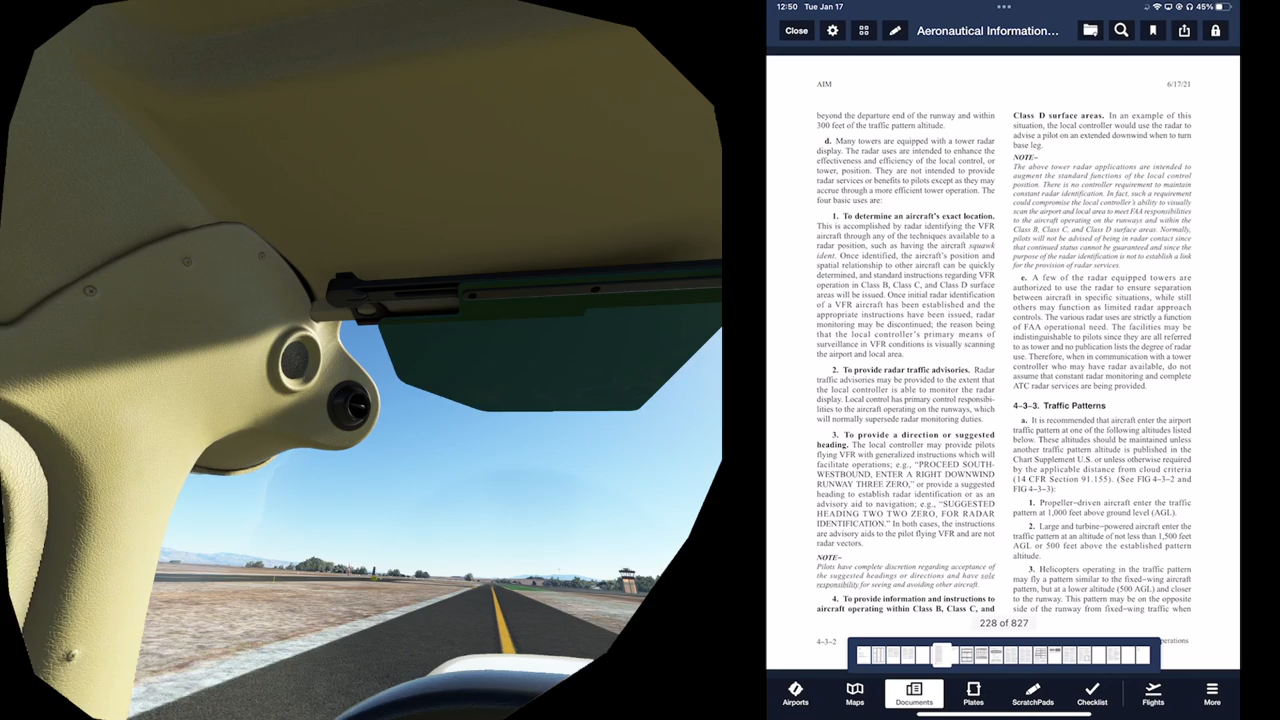 12:50 Tue Jan 17
45%
Close
Aeronautical Information...
AIM
6/17/21
beyond the departure end of the runway and within
300 feet of the traffic pattern altitude.
d. Many towers are equipped with a tower radar
display. The radar uses are intended to enhance the
effectiveness and efficiency of the local control, or
tower, position. They are not intended to provide
radar services or benefits to pilots except as they may
accrue through a more efficient tower operation. The
four basic uses are:
1. To determine an aircraft's exact location.
This is accomplished by radar identifying the VFR
aircraft through any of the techniques available to a
radar position, such as having the aircraft squawk
ident. Once identified, the aircraft's position and
spatial relationship to other aircraft can be quickly
determined, and standard instructions regarding VFR
operation in Class B, Class C, and Class D surface
areas will be issued. Once initial radar identification
of a VFR aircraft has been established and the
appropriate instructions have been issued, radar
monitoring may be discontinued; the reason being
that the local controller's primary means of
surveillance in VFR conditions is visually scanning
the airport and local area.
2. To provide radar traffic advisories. Radar
traffic advisories may be provided to the extent that
the local controller is able to monitor the radar
display. Local control has primary control responsibi-
lities to the aircraft operating on the runways, which
will normally supersede radar monitoring duties.
3. To provide a direction or suggested
heading. The local controller may provide pilots
flying VFR with generalized instructions which will
facilitate operations; e.g., "PROCEED SOUTH-
WESTBOUND, ENTER A RIGHT DOWNWIND
RUNWAY THREE ZERO," or provide a suggested
heading to establish radar identification or as an
advisory aid to navigation; e.g., "SUGGESTED
HEADING TWO TWO ZERO, FOR RADAR
IDENTIFICATION." In both cases, the instructions
are advisory aids to the pilot flying VFR and are not
radar vectors.
NOTE–
Pilots have complete discretion regarding acceptance of
the suggested headings or directions and have sole
responsibility for seeing and avoiding other aircraft.
4. To provide information and instructions to
aircraft operating within Class B, Class C, and
Class D surface areas. In an example of this
situation, the local controller would use the radar to
advise a pilot on an extended downwind when to turn
base leg.
NOTE–
The above tower radar applications are intended to
augment the standard functions of the local control
position. There is no controller requirement to maintain
constant radar identification. In fact, such a requirement
could compromise the local controller's ability to visually
scan the airport and local area to meet FAA responsibilities
to the aircraft operating on the runways and within the
Class B, Class C, and Class D surface areas. Normally,
pilots will not be advised of being in radar contact since
that continued status cannot be guaranteed and since the
purpose of the radar identification is not to establish a
link for the provision of radar services.
e. A few of the radar equipped towers are
authorized to use the radar to ensure separation
between aircraft in specific situations, while still
others may function as limited radar approach
controls. The various radar uses are strictly a function
of FAA operational need. The facilities may be
indistinguishable to pilots since they are all referred
to as tower and no publication lists the degree of radar
use. Therefore, when in communication with a tower
controller who may have radar available, do not
assume that constant radar monitoring and complete
ATC radar services are being provided.
4–3–3. Traffic Patterns
a. It is recommended that aircraft enter the airport
traffic pattern at one of the following altitudes listed
below. These altitudes should be maintained unless
another traffic pattern altitude is published in the
Chart Supplement U.S. or unless otherwise required
by the applicable distance from cloud criteria
(14 CFR Section 91.155). (See FIG 4–3–2 and
FIG 4–3–3):
1. Propeller–driven aircraft enter the traffic
pattern at 1,000 feet above ground level (AGL).
2. Large and turbine–powered aircraft enter the
traffic pattern at an altitude of not less than 1,500 feet
AGL or 500 feet above the established pattern
altitude.
3. Helicopters operating in the traffic pattern
may fly a pattern similar to the fixed–wing aircraft
pattern, but at a lower altitude (500 AGL) and closer
to the runway. This pattern may be on the opposite
side of the runway from fixed–wing traffic when
228 of 827
4–3–2
perations
Airports
Maps
Documents
Plates
ScratchPads
Checklist
Flights
More